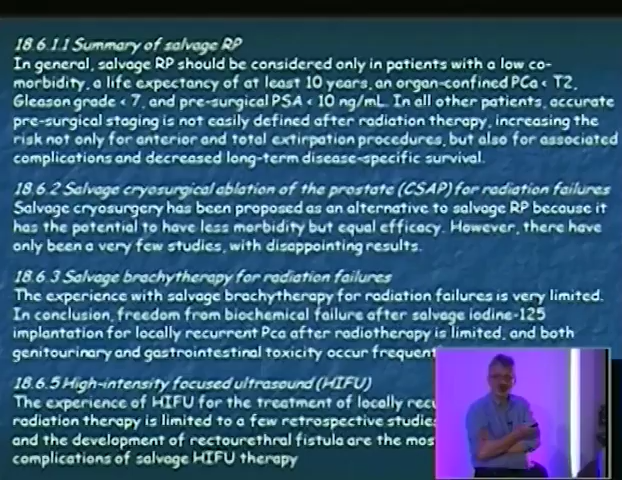 18.6.1.1 Summary of salvage RP
In general, salvage RP should be considered only in patients with a low co-
morbidity, a life expectancy of at least 10 years, an organ-confined PCa < T2,
Gleason grade < 7, and pre-surgical PSA < 10 ng/mL. In all other patients, accurate
pre-surgical staging is not easily defined after radiation therapy, increasing the
risk not only for anterior and total extirpation procedures, but also for associated
complications and decreased long-term disease-specific survival.
18.6.2 Salvage cryosurgical ablation of the prostate (CSAP) for radiation failures
Salvage cryosurgery has been proposed as an alternative to salvage RP because it
has the potential to have less morbidity but equal efficacy. However, there have
only been a very few studies, with disappointing results.
18.6.3 Salvage brachytherapy for radiation failures
The experience with salvage brachytherapy for radiation failures is very limited.
In conclusion, freedom from biochemical failure after salvage iodine-125
implantation for locally recurrent Pca after radiotherapy is limited, and both
genitourinary and gastrointestinal toxicity occur
18.6.5 High-intensity focused ultrasound (HIFU)
The experience of HIFU for the treatment of locally
radiation therapy is limited to a few retrospective
and the development of rectourethral fistula are the
complications of salvage HIFU therapy